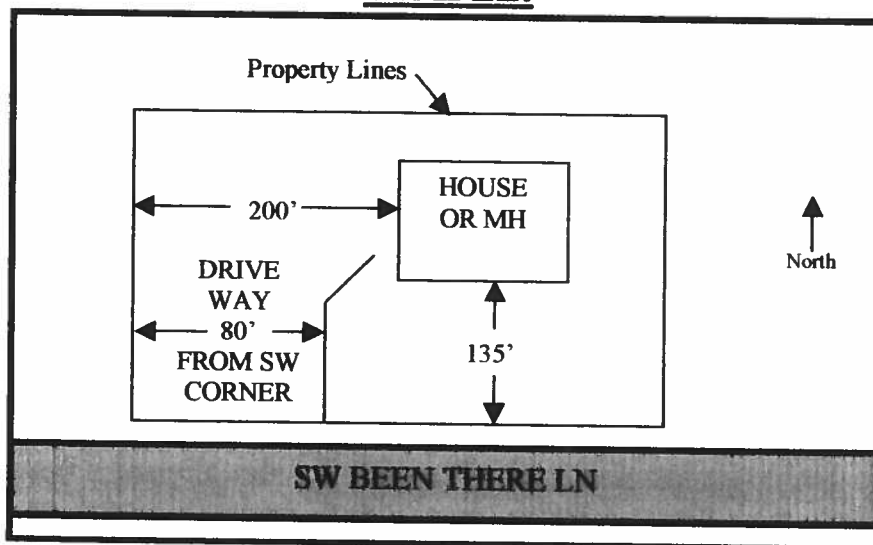 Property Lines
HOUSE
OR MH
200'
North
DRIVE
WAY
80'
FROM SW
CORNER
135'
SW BEEN THERE LN